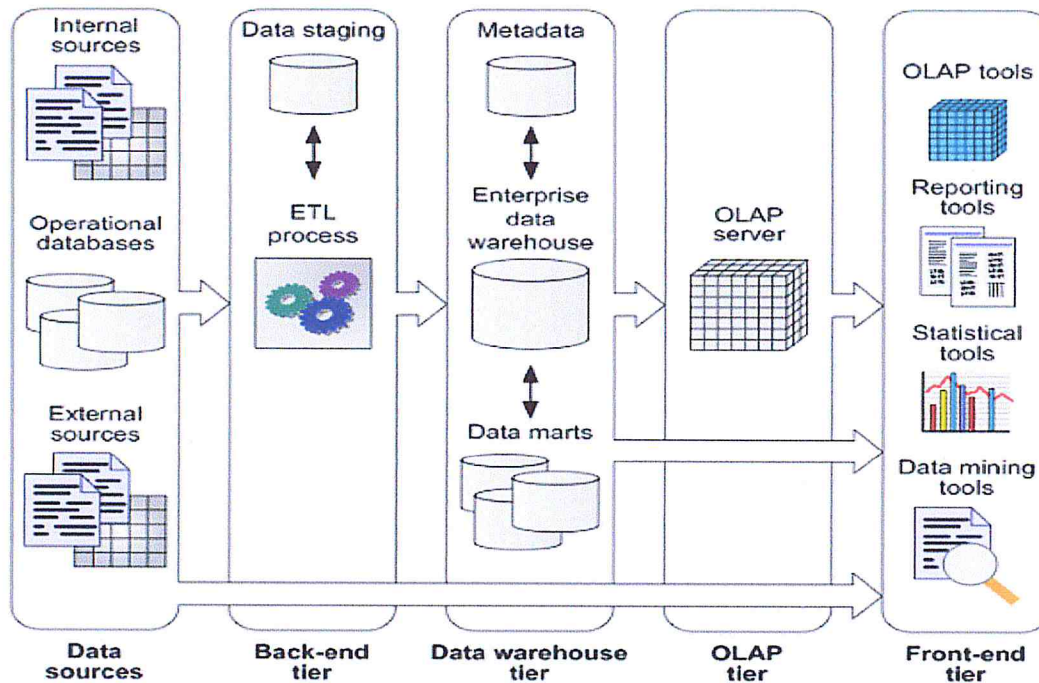 Internal
sources
Operational
databases
External
sources
Data
sources
Data staging
ETL
process
Back-end
tier
Metadata
Enterprise
data
warehouse
Data marts
Data warehouse
tier
OLAP
server
OLAP
tier
OLAP tools
Reporting
tools
Statistical
tools
Data mining
tools
Front-end
tier